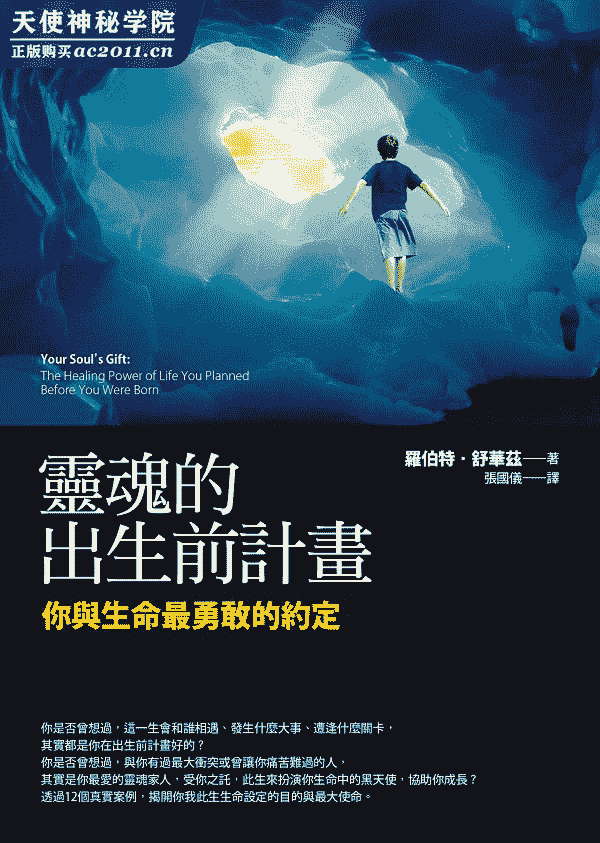 天使神秘学院
正版购买 ac2011.cn
Your Soul's Gift:
The Healing Power of Life You Planned
Before You Were Born
靈魂的
出生前計畫
羅伯特・舒華茲──著
張國儀──譯
你與生命最勇敢的約定
你是否曾想過，這一生會和誰相遇、發生什麼大事、遭逢什麼關卡，
其實都是你在出生前計畫好的？
你是否曾想過，與你有過最大衝突或曾讓你痛苦難過的人，
其實是你最愛的靈魂家人，受你之託，此生來扮演你生命中的黑天使，協助你成長？
透過12個真實案例，揭開你我此生生命設定的目的與最大使命。